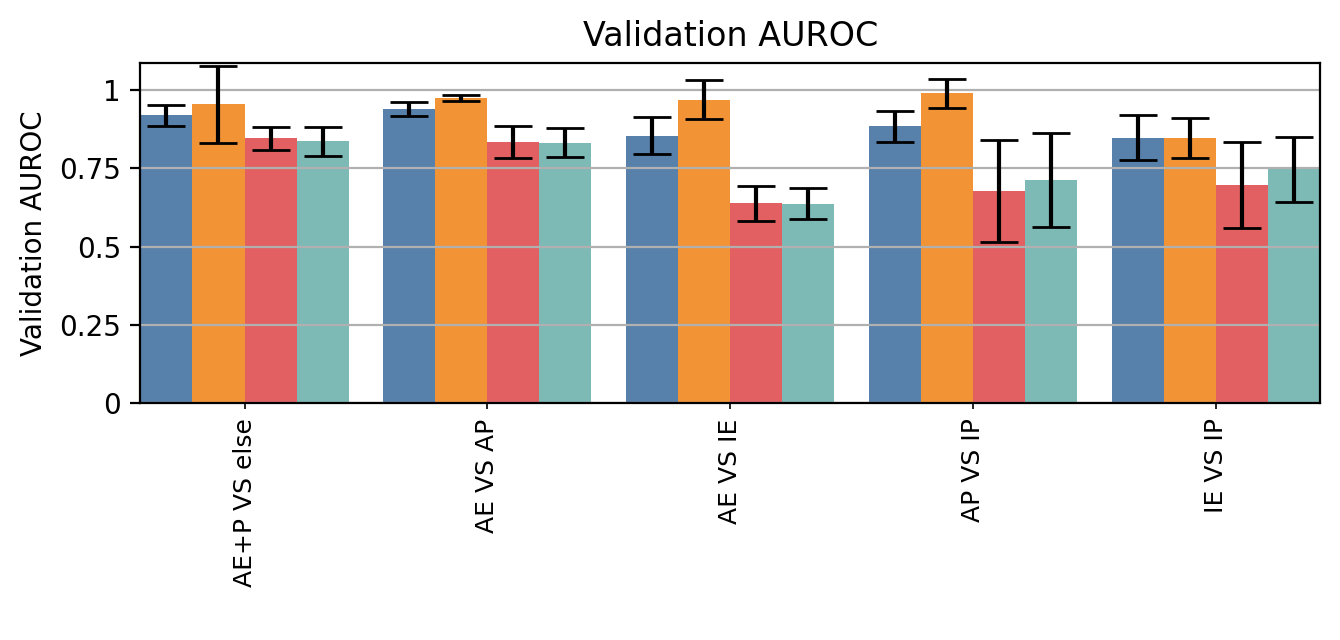 Validation AUROC
Validation AUROC
1
0.75
0.5
0.25
0
AE+P VS else
AE VS AP
AE VS IE
AP VS IP
IE VS IP